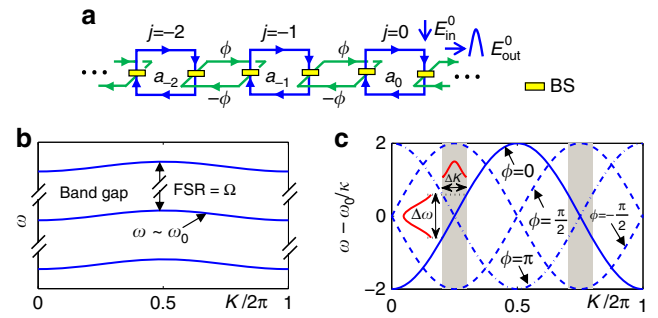 a
j=−2 j=−1 j=0 E⁰in E⁰out
ϕ ϕ
a−2 a−1 a0
−ϕ −ϕ
BS
b
ω
Band gap
FSR = Ω
ω ~ ω0
0 0.5 K/2π 1
c
ω − ω0/κ
2
0
−2
ΔK
Δω
ϕ=0
ϕ=π/2
ϕ=−π/2
ϕ=π
0 0.5 K/2π 1